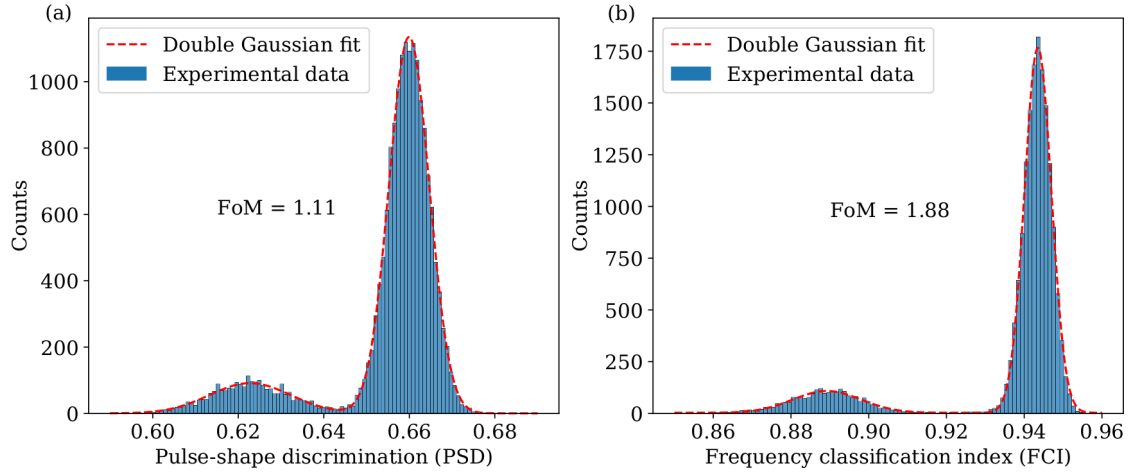 (a)
Double Gaussian fit
Experimental data
FoM = 1.11
Counts
1000
800
600
400
200
0
0.60 0.62 0.64 0.66 0.68
Pulse-shape discrimination (PSD)
(b)
Double Gaussian fit
Experimental data
FoM = 1.88
Counts
1750
1500
1250
1000
750
500
250
0
0.86 0.88 0.90 0.92 0.94 0.96
Frequency classification index (FCI)